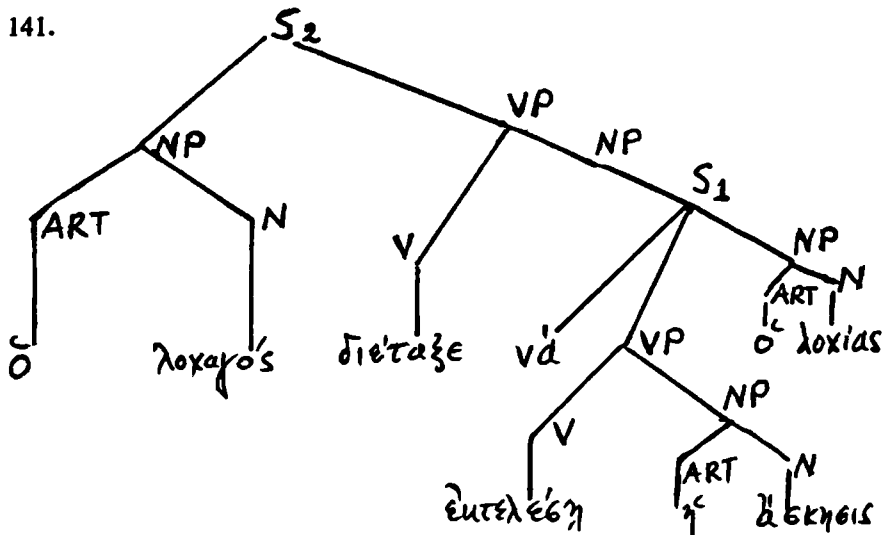 141.
S2
VP
NP
NP
S1
ART N
V
NP
ART N
ὁ λοχαγός διέταξε νά VP ὁ λοχίας
V NP
ART N
ἐκτελέσῃ ἡ ἄσκησις